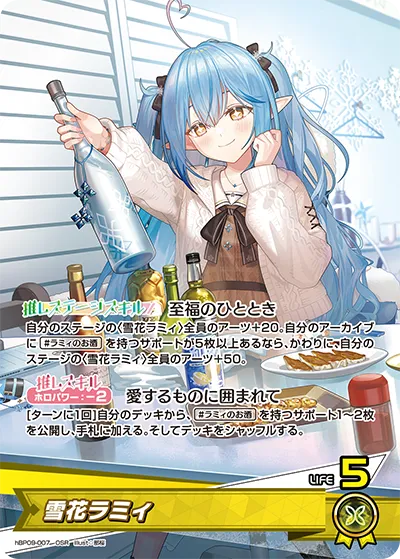 推しステージスキル 至福のひととき
自分のステージの〈雪花ラミィ〉全員のアーツ+20。自分のアーカイブ
に #ラミィのお酒 を持つサポートが5枚以上あるなら、かわりに、自分の
ステージの〈雪花ラミィ〉全員のアーツ+50。
推しスキル
ホロパワー:-2 愛するものに囲まれて
[ターンに1回]自分のデッキから、#ラミィのお酒 を持つサポート1~2枚
を公開し、手札に加える。そしてデッキをシャッフルする。
LIFE 5
雪花ラミィ
hBP09-007 OSR Illust: